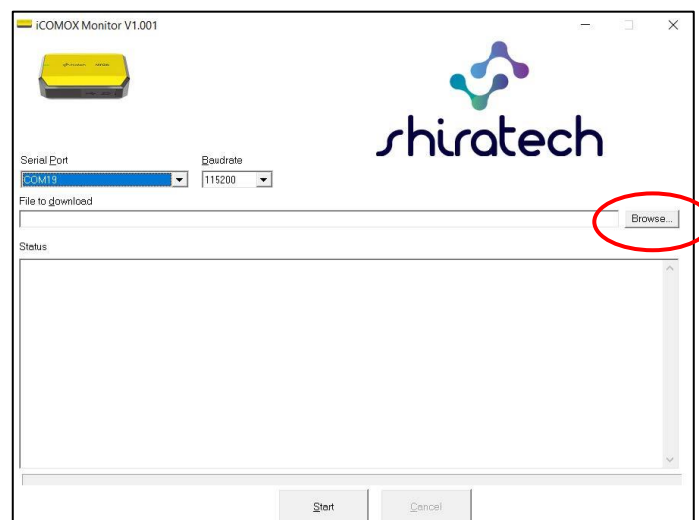 iCOMOX Monitor V1.001
shiratech
Serial Port
Baudrate
COM19
115200
File to download
Browse...
Status
Start
Cancel